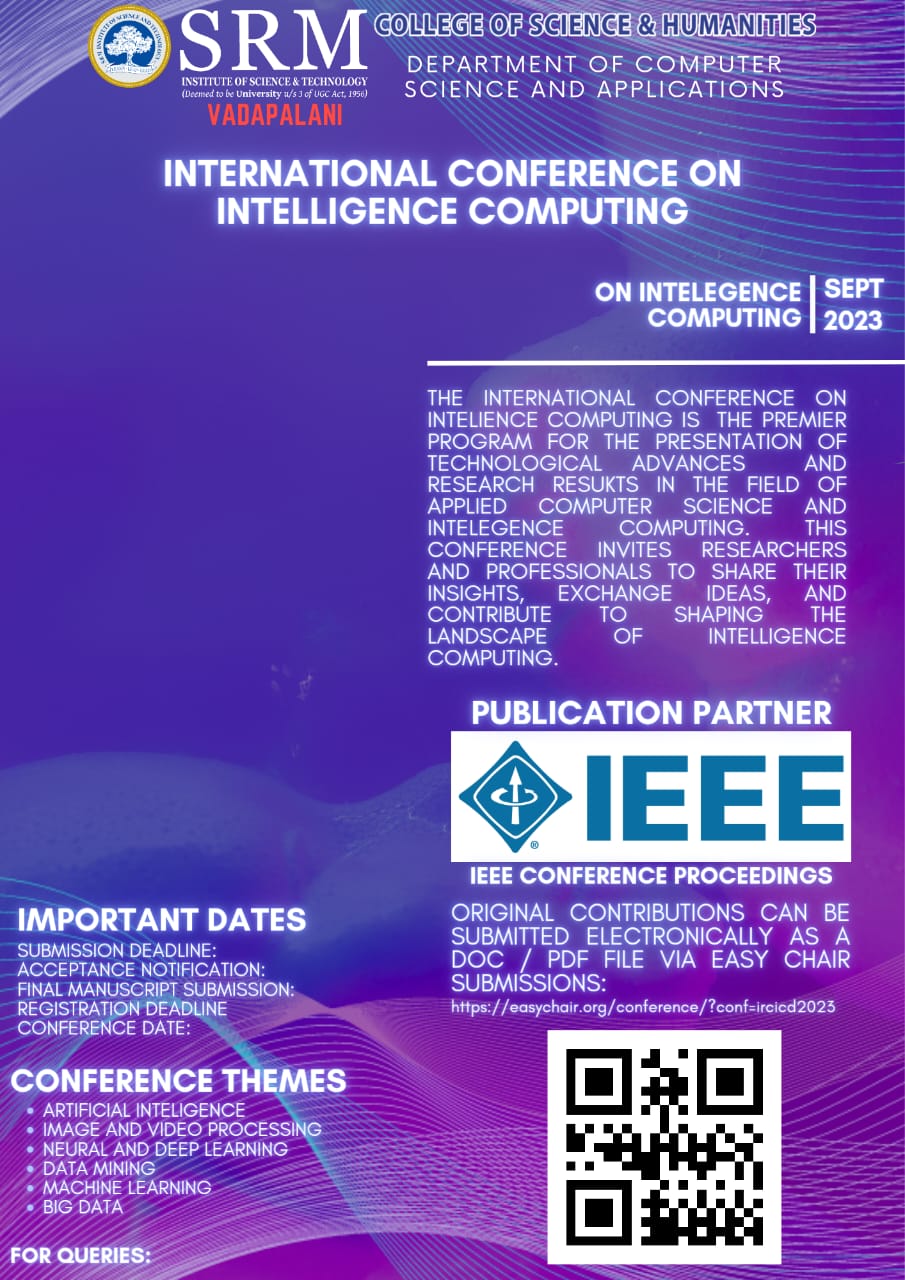 SRM
INSTITUTE OF SCIENCE & TECHNOLOGY
(Deemed to be University u/s 3 of UGC Act, 1956)
VADAPALANI
COLLEGE OF SCIENCE & HUMANITIES
DEPARTMENT OF COMPUTER
SCIENCE AND APPLICATIONS
INTERNATIONAL CONFERENCE ON
INTELLIGENCE COMPUTING
ON INTELEGENCE
COMPUTING
SEPT
2023
THE INTERNATIONAL CONFERENCE ON
INTELIENCE COMPUTING IS THE PREMIER
PROGRAM FOR THE PRESENTATION OF
TECHNOLOGICAL ADVANCES AND
RESEARCH RESUKTS IN THE FIELD OF
APPLIED COMPUTER SCIENCE AND
INTELEGENCE COMPUTING. THIS
CONFERENCE INVITES RESEARCHERS
AND PROFESSIONALS TO SHARE THEIR
INSIGHTS, EXCHANGE IDEAS, AND
CONTRIBUTE TO SHAPING THE
LANDSCAPE OF INTELLIGENCE
COMPUTING.
PUBLICATION PARTNER
IEEE
®
IEEE CONFERENCE PROCEEDINGS
ORIGINAL CONTRIBUTIONS CAN BE
SUBMITTED ELECTRONICALLY AS A
DOC / PDF FILE VIA EASY CHAIR
SUBMISSIONS:
https://easychair.org/conference/?conf=ircicd2023
IMPORTANT DATES
SUBMISSION DEADLINE:
ACCEPTANCE NOTIFICATION:
FINAL MANUSCRIPT SUBMISSION:
REGISTRATION DEADLINE
CONFERENCE DATE:
CONFERENCE THEMES
• ARTIFICIAL INTELIGENCE
• IMAGE AND VIDEO PROCESSING
• NEURAL AND DEEP LEARNING
• DATA MINING
• MACHINE LEARNING
• BIG DATA
FOR QUERIES: